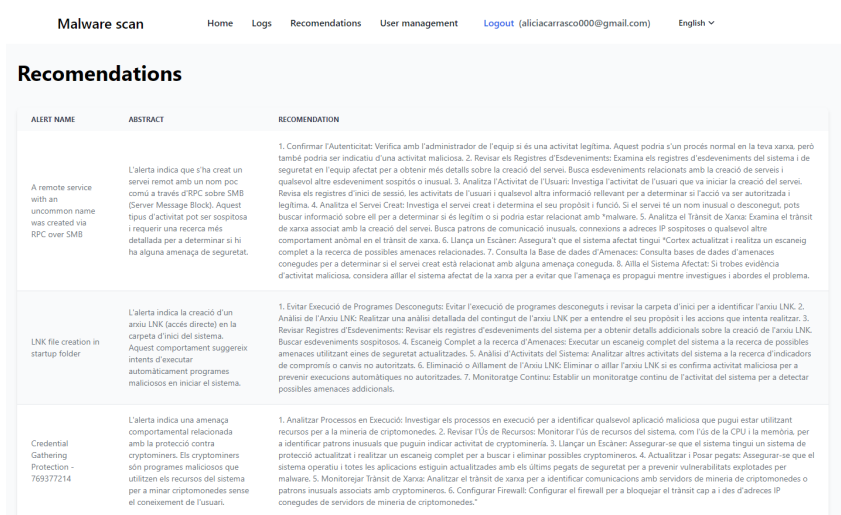 Malware scan Home Logs Recomendations User management Logout (aliciacarrasco000@gmail.com) English
Recomendations
ALERT NAME ABSTRACT RECOMENDATION
A remote service
with an
uncommon name
was created via
RPC over SMB
L'alerta indica que s'ha creat un
servei remot amb un nom poc
comú a través d'RPC sobre SMB
(Server Message Block). Aquest
tipus d'activitat pot ser sospitosa
i requerir una recerca més
detallada per a determinar si hi
ha alguna amenaça de seguretat.
1. Confirmar l'Autenticitat: Verifica amb l'administrador de l'equip si és una activitat legítima. Aquest podria s'un procés normal en la teva xarxa, però
també podria ser indicatiu d'una activitat maliciosa. 2. Revisar els Registres d'Esdeveniments: Examina els registres d'esdeveniments del sistema i de
seguretat en l'equip afectat per a obtenir més detalls sobre la creació del servei. Busca esdeveniments relacionats amb la creació de serveis i
qualsevol altre esdeveniment sospitós o inusual. 3. Analitza l'Activitat de l'Usuari: Investiga l'activitat de l'usuari que va iniciar la creació del servei.
Revisa els registres d'inici de sessió, les activitats de l'usuari i qualsevol altra informació rellevant per a determinar si l'acció va ser autoritzada i
legítima. 4. Analitza el Servei Creat: Investiga el servei creat i determina el seu propòsit i funció. Si el servei té un nom inusual o desconegut, pots
buscar informació sobre ell per a determinar si és legítim o si podria estar relacionat amb *malware. 5. Analitza el Trànsit de Xarxa: Examina el trànsit
de xarxa associat amb la creació del servei. Busca patrons de comunicació inusuals, connexions a adreces IP sospitoses o qualsevol altre
comportament anòmal en el trànsit de xarxa. 6. Llança un Escàner: Assegura't que el sistema afectat tingui *Cortex actualitzat i realitza un escaneig
complet a la recerca de possibles amenaces relacionades. 7. Consulta la Base de dades d'Amenaces: Consulta bases de dades d'amenaces
conegudes per a determinar si el servei creat està relacionat amb alguna amenaça coneguda. 8. Aïlla el Sistema Afectat: Si trobes evidència
d'activitat maliciosa, considera aïllar el sistema afectat de la xarxa per a evitar que l'amenaça es propagui mentre investigues i abordes el problema.
LNK file creation in
startup folder
L'alerta indica la creació d'un
arxiu LNK (accés directe) en la
carpeta d'inici del sistema.
Aquest comportament suggereix
intents d'executar
automàticament programes
maliciosos en iniciar el sistema.
1. Evitar Execució de Programes Desconeguts: Evitar l'execució de programes desconeguts i revisar la carpeta d'inici per a identificar l'arxiu LNK. 2.
Anàlisi de l'Arxiu LNK: Realitzar una anàlisi detallada del contingut de l'arxiu LNK per a entendre el seu propòsit i les accions que intenta realitzar. 3.
Revisar Registres d'Esdeveniments: Revisar els registres d'esdeveniments del sistema per a obtenir detalls addicionals sobre la creació de l'arxiu LNK.
Buscar esdeveniments sospitosos. 4. Escaneig Complet a la recerca d'Amenaces: Executar un escaneig complet del sistema a la recerca de possibles
amenaces utilitzant eines de seguretat actualitzades. 5. Anàlisi d'Activitats del Sistema: Analitzar altres activitats del sistema a la recerca d'indicadors
de compromís o canvis no autoritzats. 6. Eliminació o Aïllament de l'Arxiu LNK: Eliminar o aïllar l'arxiu LNK si es confirma activitat maliciosa per a
prevenir execucions automàtiques no autoritzades. 7. Monitoratge Continu: Establir un monitoratge continu de l'activitat del sistema per a detectar
possibles amenaces addicionals.
Credential
Gathering
Protection -
769377214
L'alerta indica una amenaça
comportamental relacionada
amb la protecció contra
cryptominers. Els cryptominers
són programes maliciosos que
utilitzen els recursos del sistema
per a minar criptomonedes sense
el coneixement de l'usuari.
1. Analitzar Processos en Execució: Investigar els processos en execució per a identificar qualsevol aplicació maliciosa que pugui estar utilitzant
recursos per a la mineria de criptomonedes. 2. Revisar l'Ús de Recursos: Monitorar l'ús de recursos del sistema, com l'ús de la CPU i la memòria, per
a identificar patrons inusuals que puguin indicar activitat de cryptomineria. 3. Llançar un Escàner: Assegurar-se que el sistema tingui un sistema de
protecció actualitzat i realitzar un escaneig complet per a buscar i eliminar possibles cryptominers. 4. Actualitzar i Posar pegats: Assegurar-se que el
sistema operatiu i totes les aplicacions estiguin actualitzades amb els últims pegats de seguretat per a prevenir vulnerabilitats explotades per
malware. 5. Monitorejar Trànsit de Xarxa: Analitzar el trànsit de xarxa per a identificar comunicacions amb servidors de mineria de criptomonedes o
patrons inusuals associats amb cryptomineros. 6. Configurar Firewall: Configurar el firewall per a bloquejar el trànsit cap a i des d'adreces IP
conegudes de servidors de mineria de criptomonedes."